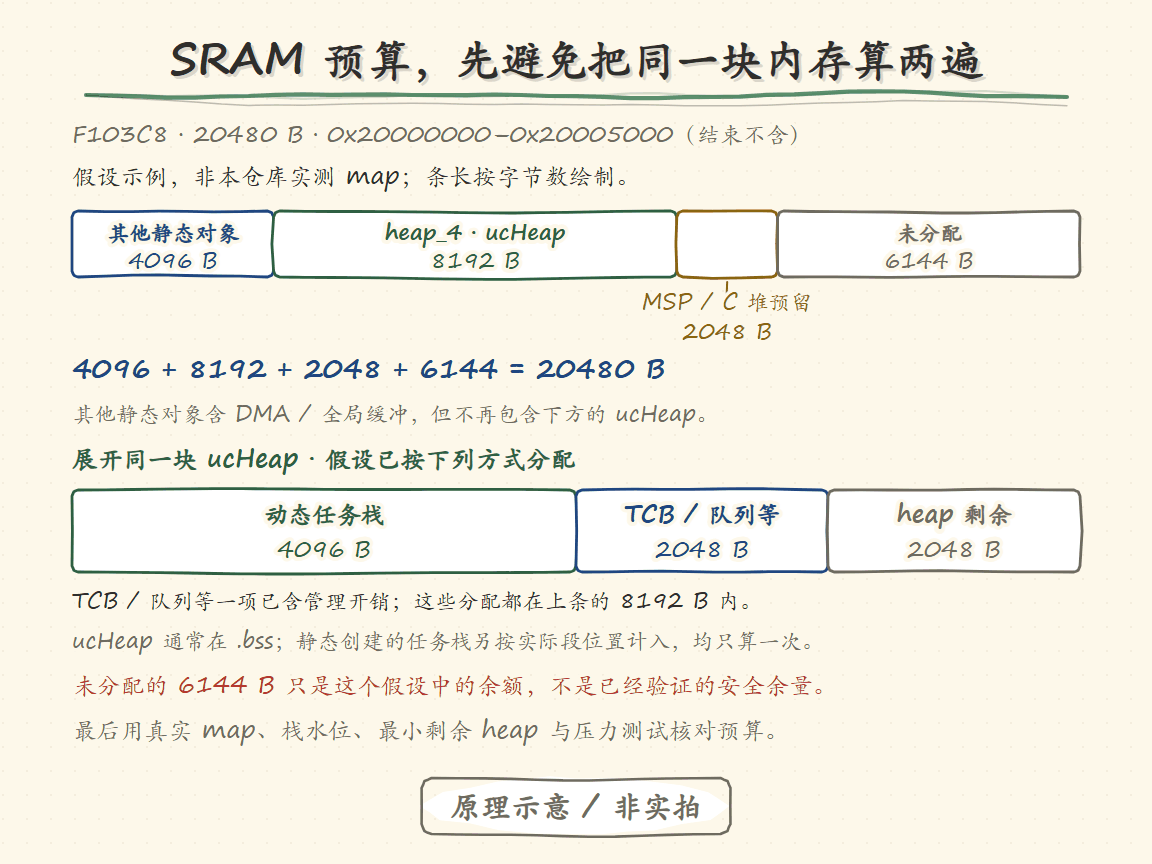 SRAM 预算，先避免把同一块内存算两遍
F103C8 · 20480 B · 0x20000000–0x20005000（结束不含）
假设示例，非本仓库实测 map；条长按字节数绘制。
其他静态对象
4096 B
heap_4 · ucHeap
8192 B
未分配
6144 B
MSP / C 堆预留
2048 B
4096 + 8192 + 2048 + 6144 = 20480 B
其他静态对象含 DMA / 全局缓冲，但不再包含下方的 ucHeap。
展开同一块 ucHeap · 假设已按下列方式分配
动态任务栈
4096 B
TCB / 队列等
2048 B
heap 剩余
2048 B
TCB / 队列等一项已含管理开销；这些分配都在上条的 8192 B 内。
ucHeap 通常在 .bss；静态创建的任务栈另按实际段位置计入，均只算一次。
未分配的 6144 B 只是这个假设中的余额，不是已经验证的安全余量。
最后用真实 map、栈水位、最小剩余 heap 与压力测试核对预算。
原理示意 / 非实拍